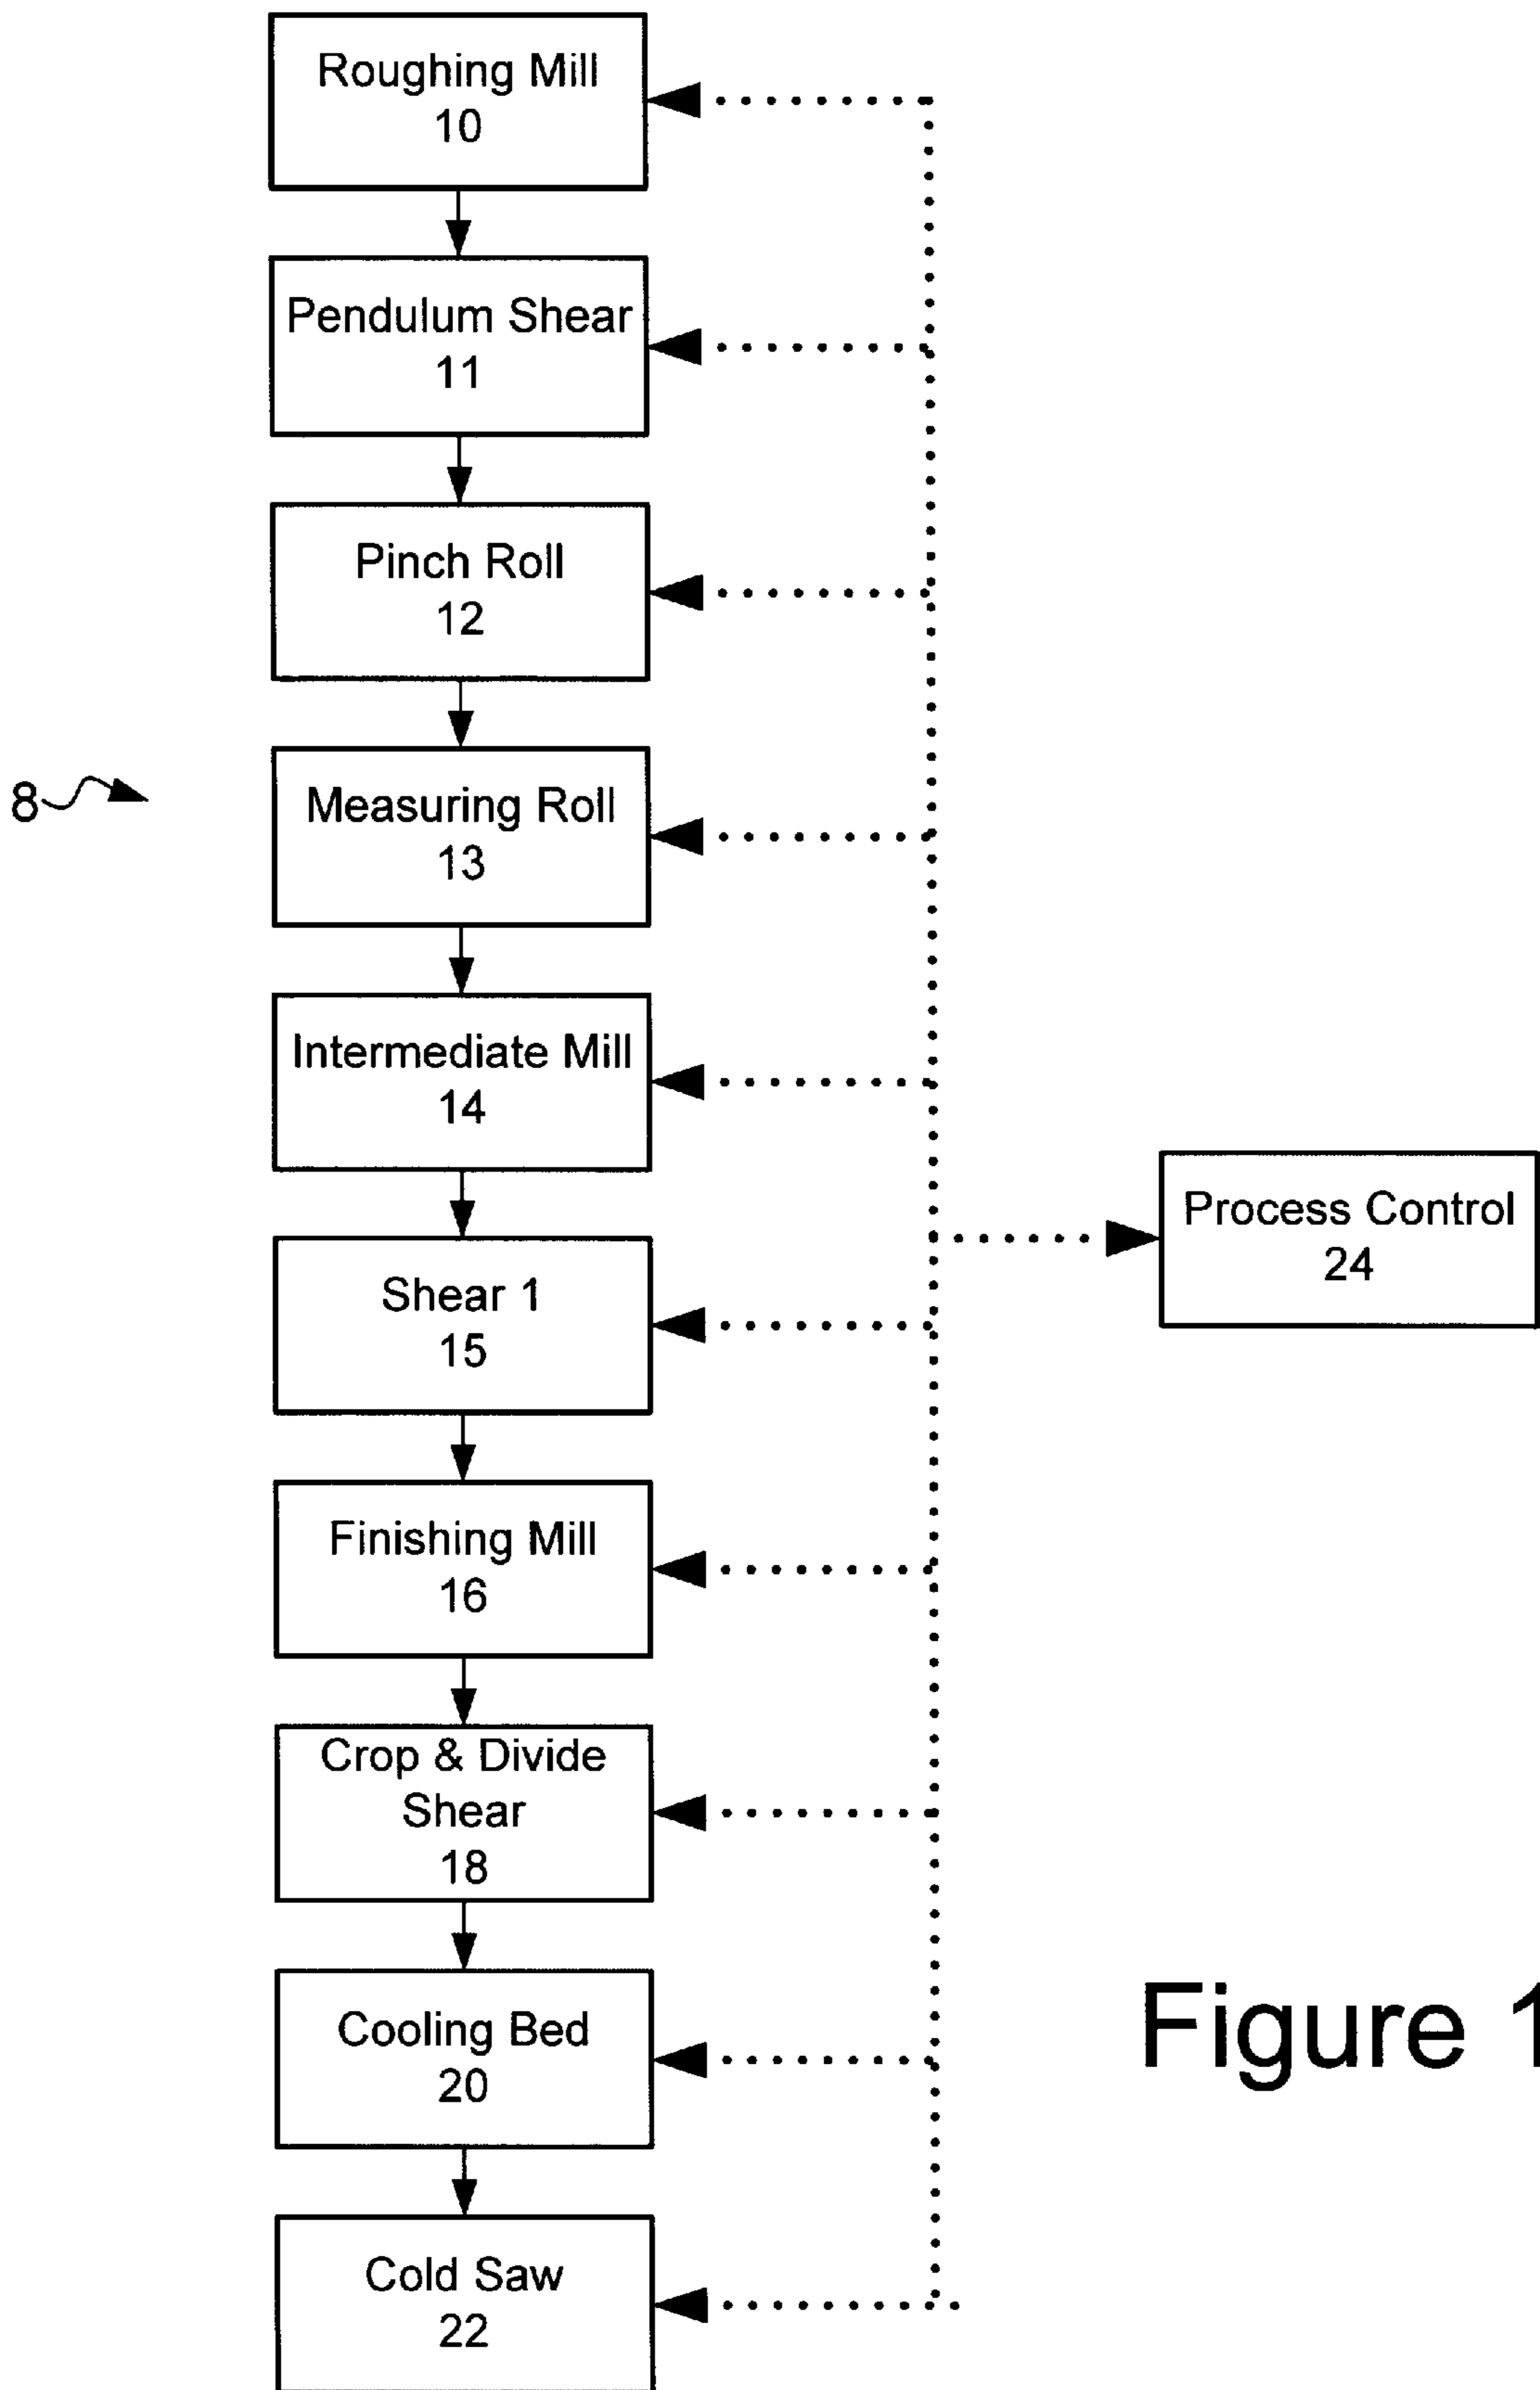 Roughing Mill
10
Pendulum Shear
11
Pinch Roll
12
8
Measuring Roll
13
Intermediate Mill
14
Process Control
24
Shear 1
15
Finishing Mill
16
Crop & Divide
Shear
18
Cooling Bed
20
Figure 1
Cold Saw
22